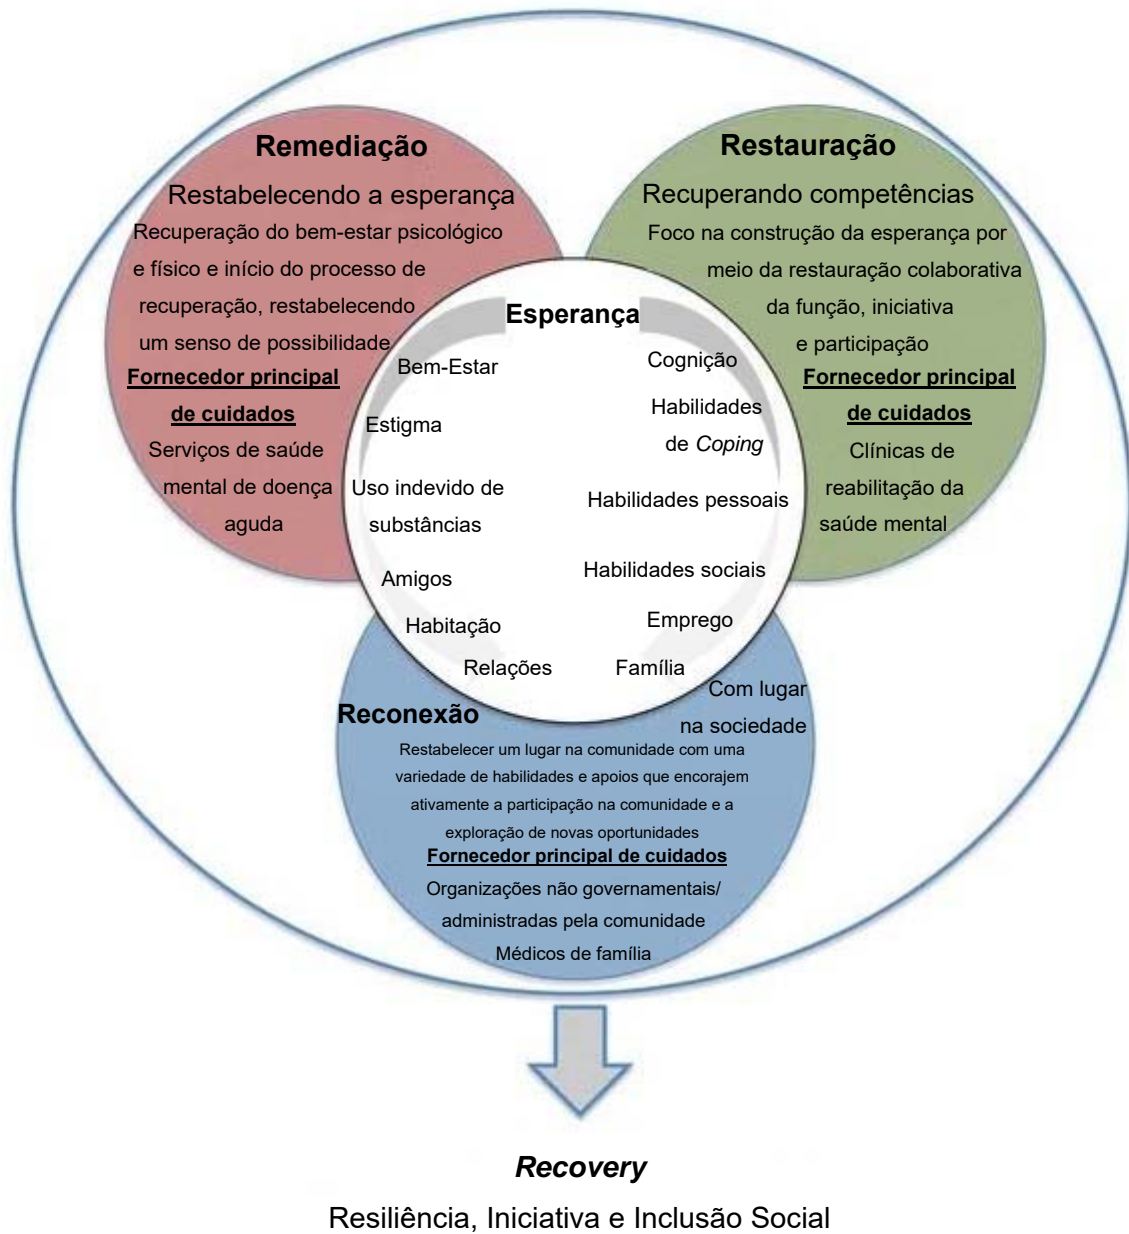 Remediação
Restabelecendo a esperança
Recuperação do bem-estar psicológico
e físico e início do processo de
recuperação, restabelecendo
um senso de possibilidade
Fornecedor principal
de cuidados
Serviços de saúde
mental de doença
aguda
Restauração
Recuperando competências
Foco na construção da esperança por
meio da restauração colaborativa
da função, iniciativa
e participação
Fornecedor principal
de cuidados
Clínicas de
reabilitação da
saúde mental
Esperança
Bem-Estar
Estigma
Uso indevido de
substâncias
Amigos
Habitação
Relações
Cognição
Habilidades
de Coping
Habilidades pessoais
Habilidades sociais
Emprego
Família
Reconexão
Com lugar
na sociedade
Restabelecer um lugar na comunidade com uma
variedade de habilidades e apoios que encorajem
ativamente a participação na comunidade e a
exploração de novas oportunidades
Fornecedor principal de cuidados
Organizações não governamentais/
administradas pela comunidade
Médicos de família
Recovery
Resiliência, Iniciativa e Inclusão Social